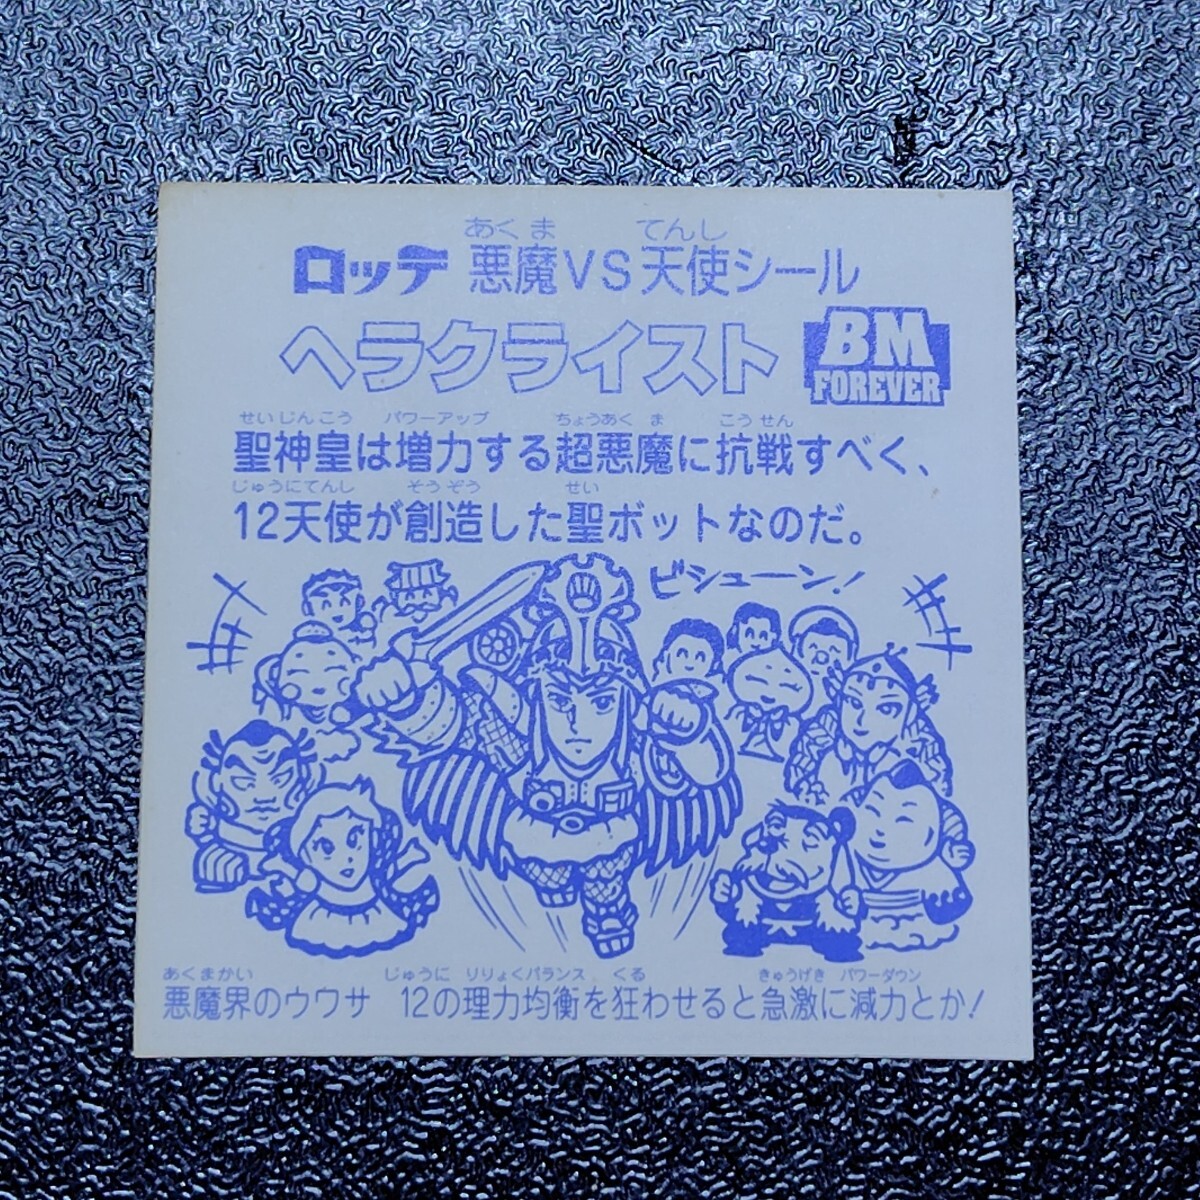 あくま てんし
ロッテ 悪魔VS天使シール
ヘラクライスト
BM
FOREVER
せいじんこう パワーアップ ちょうあく ま こうせん
聖神皇は増力する超悪魔に抗戦すべく、
じゅうにてんし そうぞう せい
12天使が創造した聖ボットなのだ。
ビシューーン!
あくまかい じゅうに りりょくバランス くる きゅうげき パワーダウン
悪魔界のウワサ 12の理力均衡を狂わせると急激に減力とか!